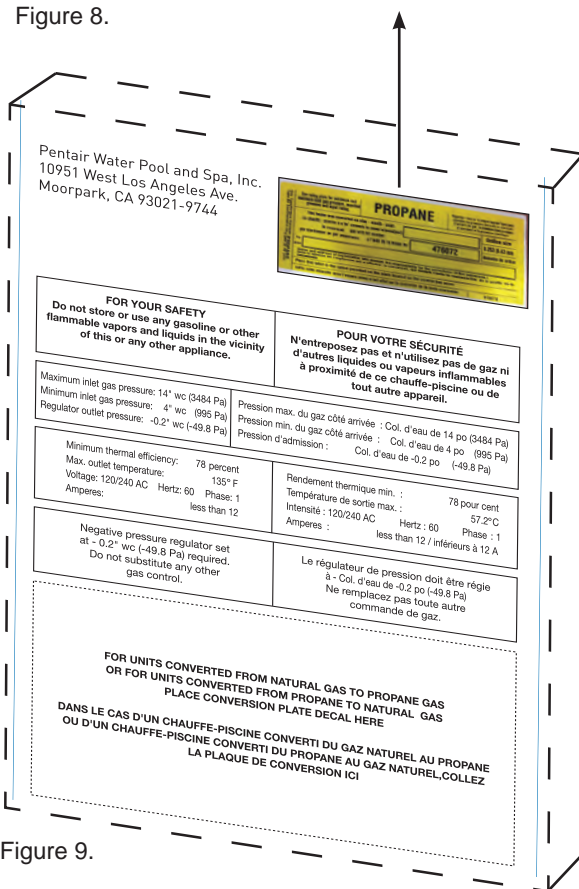 Figure 8.
Pentair Water Pool and Spa, Inc.
10951 West Los Angeles Ave.
Moorpark, CA 93021-9744
PROPANE
FOR YOUR SAFETY
Do not store or use any gasoline or other
flammable vapors and liquids in the vicinity
of this or any other appliance.
POUR VOTRE SÉCURITÉ
N'entreposez pas et n'utilisez pas de gaz ni
d'autres liquides ou vapeurs inflammables
à proximité de ce chauffe-piscine ou de
tout autre appareil.
Maximum inlet gas pressure: 14" wc (3484 Pa)
Minimum inlet gas pressure: 4" wc (995 Pa)
Regulator outlet pressure: -0.2" wc (-49.8 Pa)
Pression max. du gaz côté arrivée : Col. d'eau de 14 po (3484 Pa)
Pression min. du gaz côté arrivée : Col. d'eau de 4 po (995 Pa)
Pression d'admission : Col. d'eau de -0.2 po (-49.8 Pa)
Minimum thermal efficiency: 78 percent
Max. outlet temperature: 135° F
Voltage: 120/240 AC Hertz: 60 Phase: 1
Amperes: less than 12
Rendement thermique min. : 78 pour cent
Température de sortie max. : 57.2°C
Intensité : 120/240 AC Hertz : 60 Phase : 1
Amperes : less than 12 / inférieurs à 12 A
Negative pressure regulator set
at - 0.2" wc (-49.8 Pa) required.
Do not substitute any other
gas control.
Le régulateur de pression doit être régie
à - Col. d'eau de -0.2 po (-49.8 Pa)
Ne remplacez pas toute autre
commande de gaz.
FOR UNITS CONVERTED FROM NATURAL GAS TO PROPANE GAS
OR FOR UNITS CONVERTED FROM PROPANE TO NATURAL GAS
PLACE CONVERSION PLATE DECAL HERE
DANS LE CAS D'UN CHAUFFE-PISCINE CONVERTI DU GAZ NATUREL AU PROPANE
OU D'UN CHAUFFE-PISCINE CONVERTI DU PROPANE AU GAZ NATUREL,COLLEZ
LA PLAQUE DE CONVERSION ICI
Figure 9.